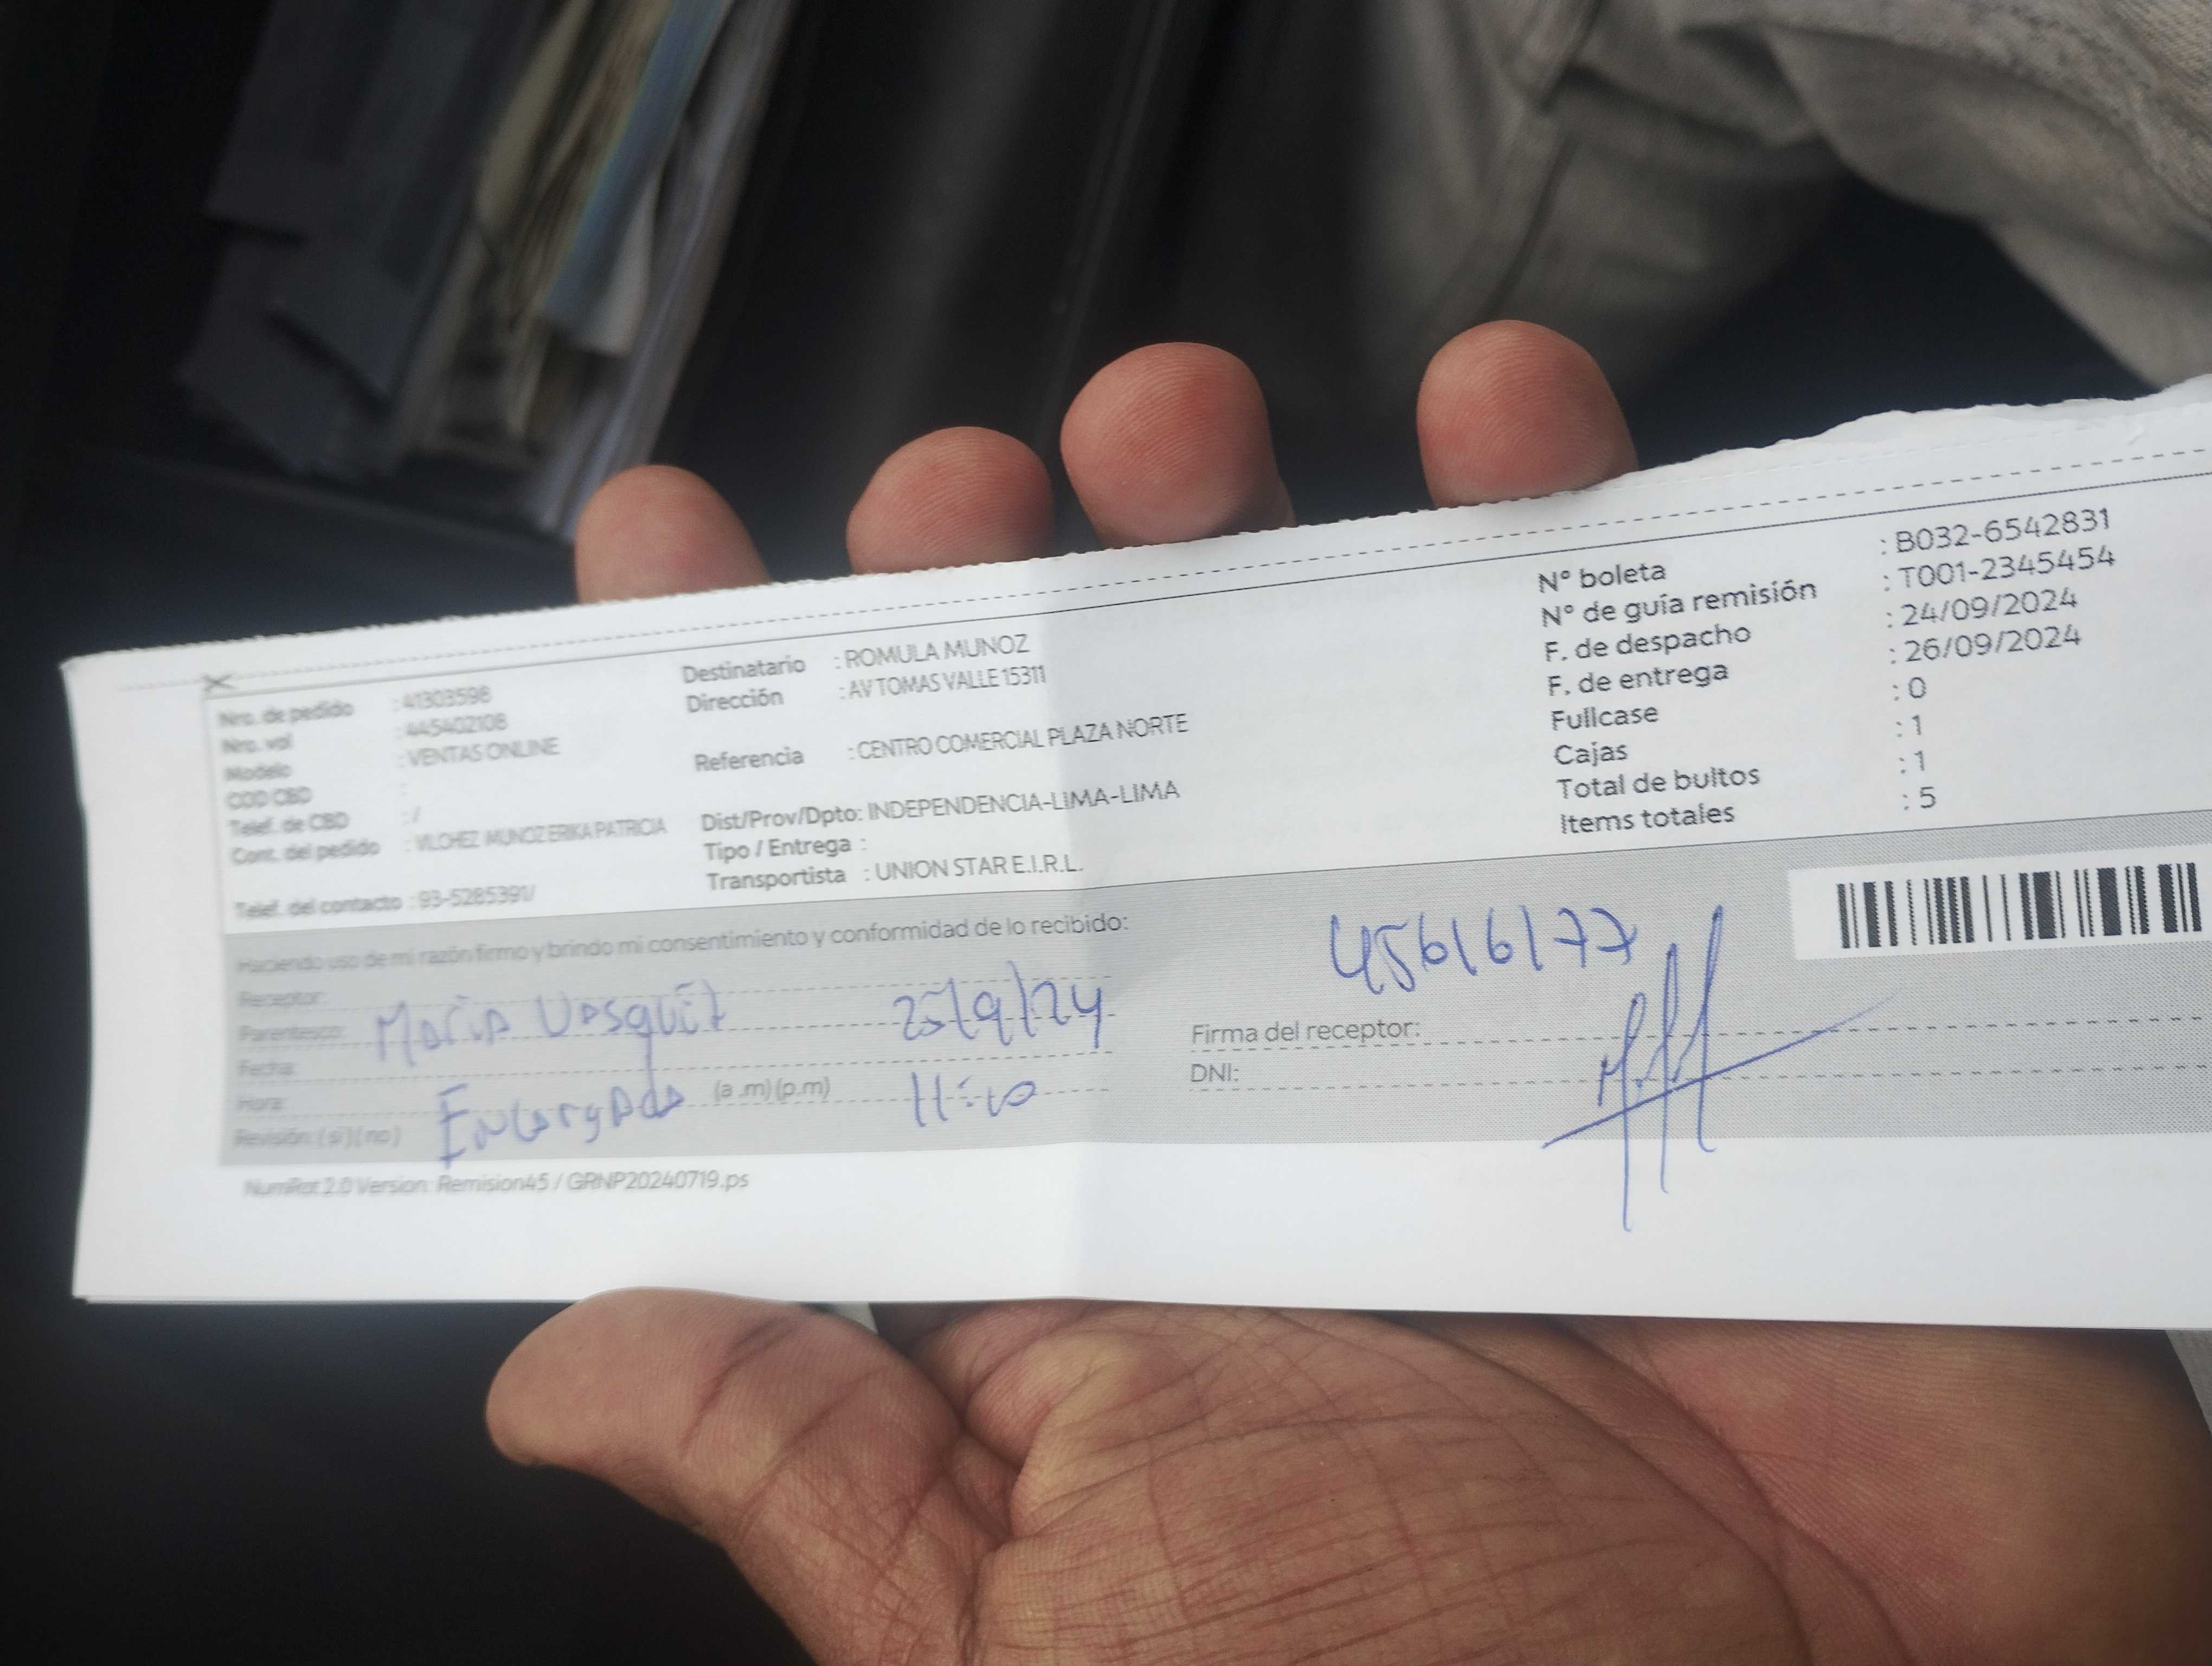 Nro. de pedido : 41303598
Nro. vol : 445402108
Modelo : VENTAS ONLINE
COD CBD :
Telef. de CBD : /
Cont. del pedido : VILCHEZ MUNOZ ERIKA PATRICIA
Telef. del contacto : 93-5285391/
Destinatario : ROMULA MUNOZ
Dirección : AV TOMAS VALLE 15311
Referencia : CENTRO COMERCIAL PLAZA NORTE
Dist/Prov/Dpto: INDEPENDENCIA-LIMA-LIMA
Tipo / Entrega :
Transportista : UNION STAR E.I.R.L.
N° boleta : B032-6542831
N° de guía remisión : T001-2345454
F. de despacho : 24/09/2024
F. de entrega : 26/09/2024
Fullcase : 0
Cajas : 1
Total de bultos : 1
Items totales : 5
Haciendo uso de mi razón firmo y brindo mi consentimiento y conformidad de lo recibido:
Receptor:
Parentesco: Maria
Fecha: 25/9/24
Hora: (a .m) (p.m) 11:10
Revisión: ( si ) ( no ) Encargada
45616177
Firma del receptor:
DNI:
NumRot 2.0 Version: Remision45 / GRNP20240719.ps